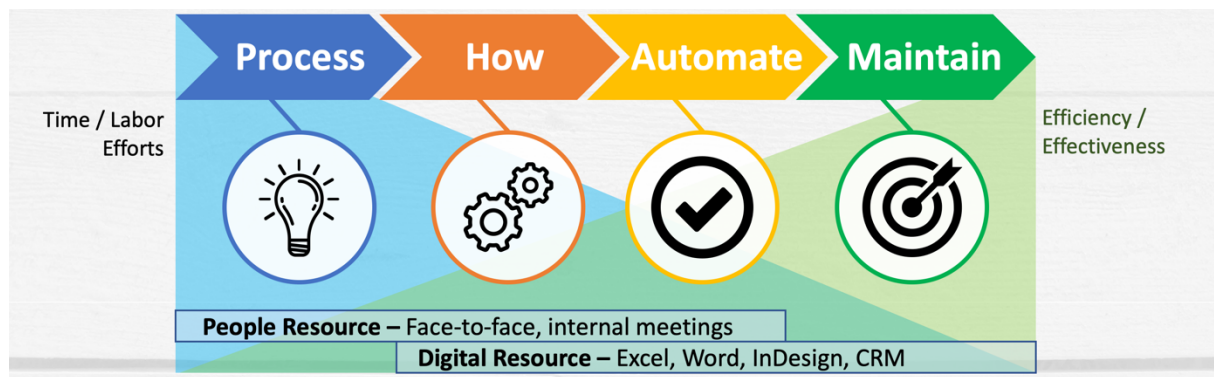 Process
How
Automate
Maintain
Time / Labor
Efforts
Efficiency /
Effectiveness
People Resource – Face-to-face, internal meetings
Digital Resource – Excel, Word, InDesign, CRM